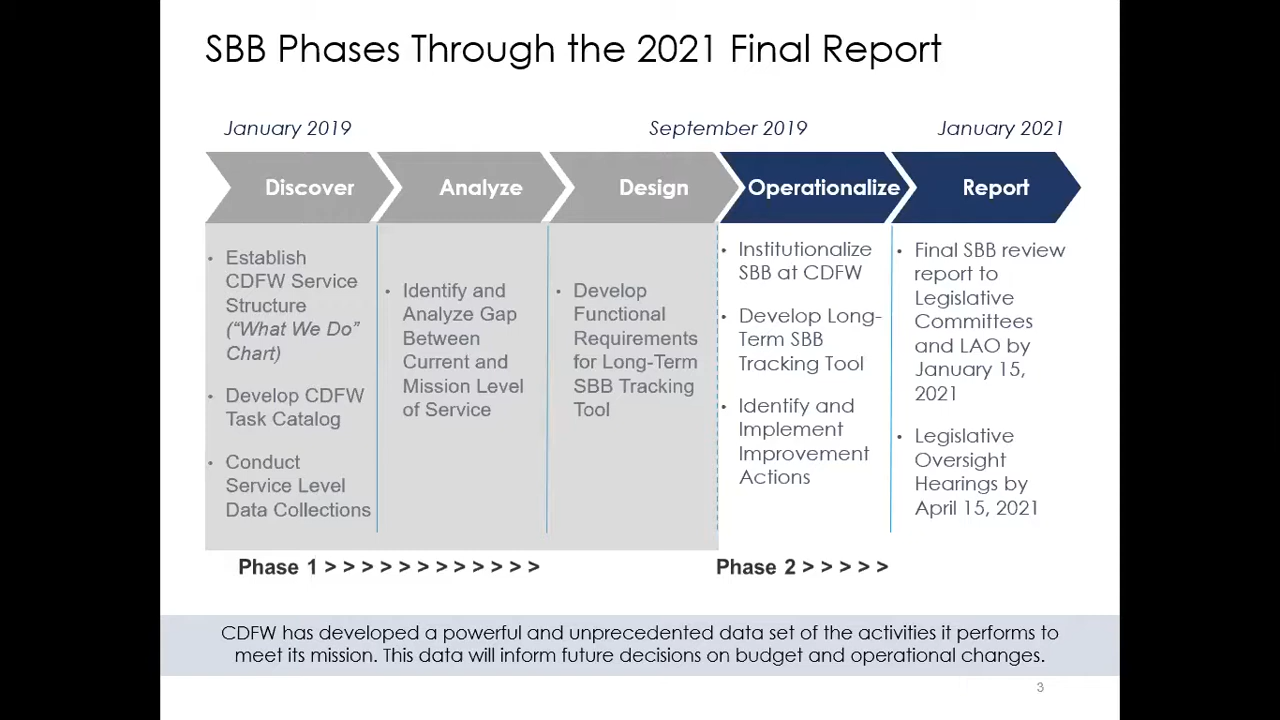 SBB Phases Through the 2021 Final Report
January 2019
September 2019
January 2021
Discover
Analyze
Design
Operationalize
Report
• Establish
CDFW Service
Structure
(“What We Do”
Chart)
• Develop CDFW
Task Catalog
• Conduct
Service Level
Data Collections
• Identify and
Analyze Gap
Between
Current and
Mission Level
of Service
• Develop
Functional
Requirements
for Long-Term
SBB Tracking
Tool
• Institutionalize
SBB at CDFW
• Develop Long-
Term SBB
Tracking Tool
• Identify and
Implement
Improvement
Actions
• Final SBB review
report to
Legislative
Committees
and LAO by
January 15,
2021
• Legislative
Oversight
Hearings by
April 15, 2021
Phase 1 > > > > > > > > > > > >
Phase 2 > > > > >
CDFW has developed a powerful and unprecedented data set of the activities it performs to
meet its mission. This data will inform future decisions on budget and operational changes.
3